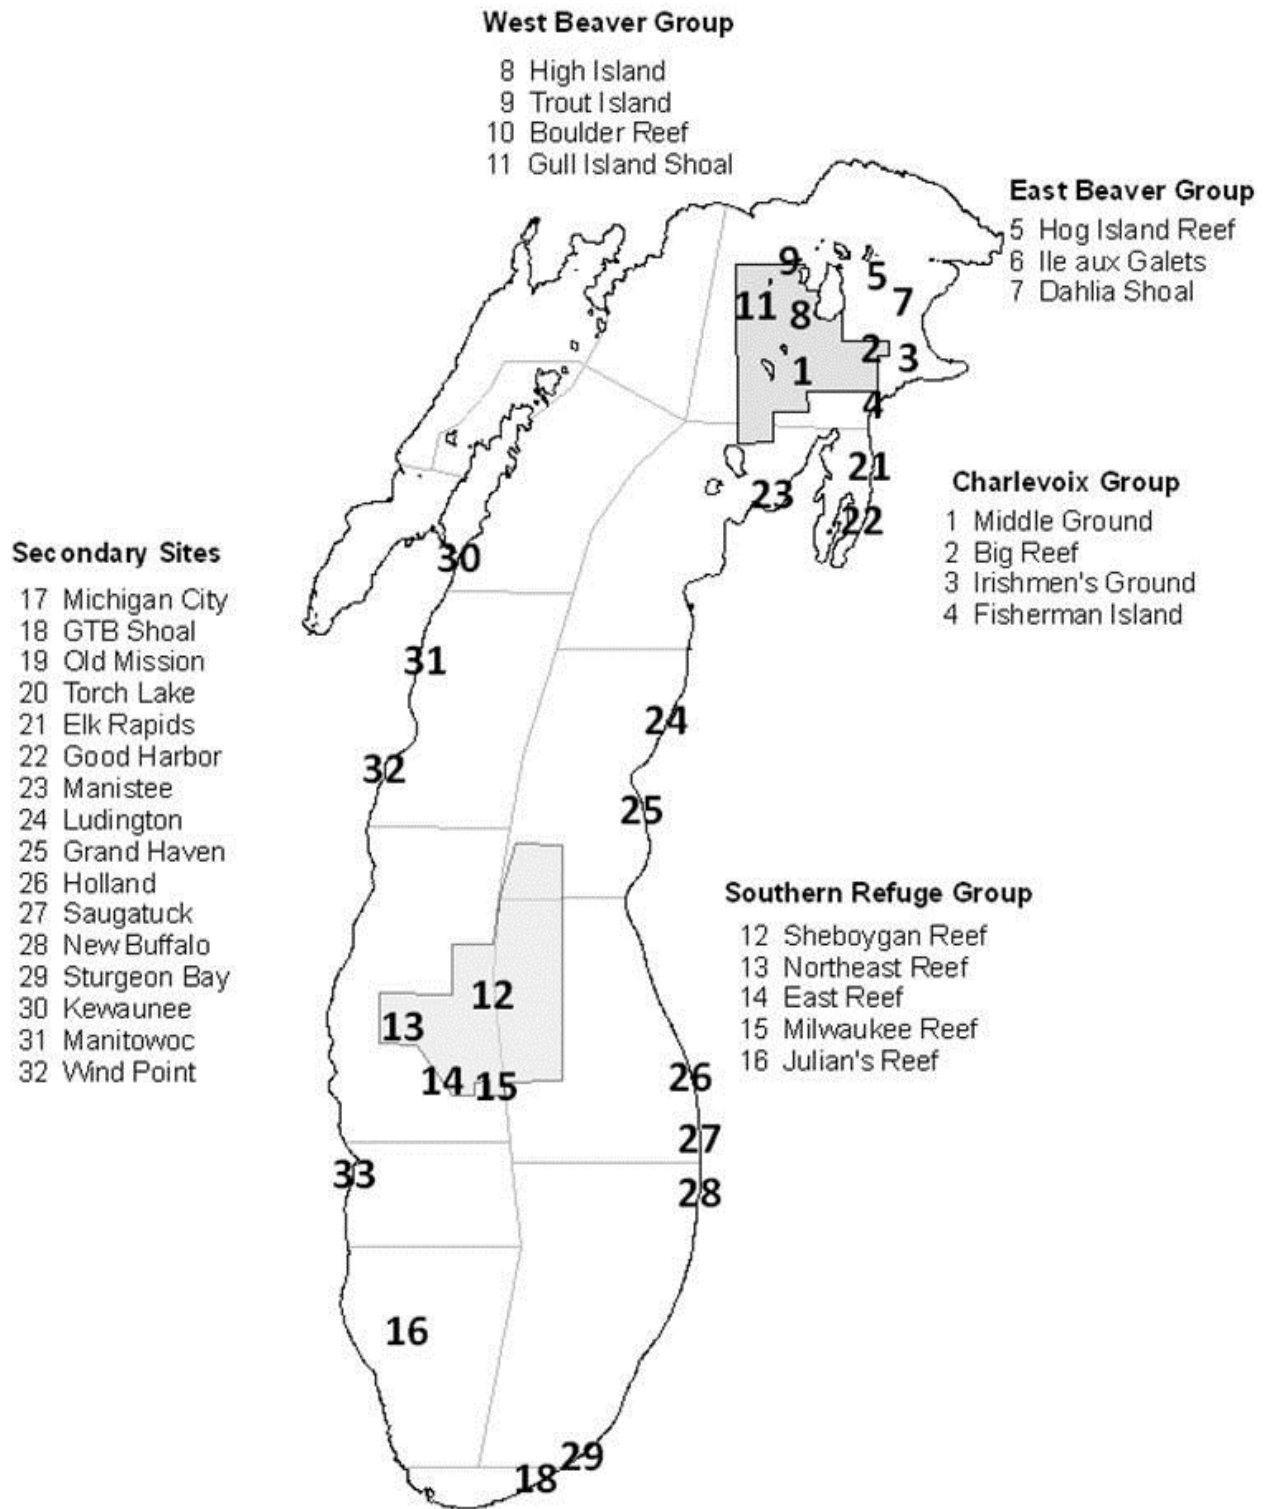 West Beaver Group
8 High Island
9 Trout Island
10 Boulder Reef
11 Gull Island Shoal
East Beaver Group
5 Hog Island Reef
6 Ile aux Galets
7 Dahlia Shoal
9
5
11
8
7
2
3
1
4
21
23
22
Charlevoix Group
1 Middle Ground
2 Big Reef
3 Irishmen's Ground
4 Fisherman Island
Secondary Sites
17 Michigan City
18 GTB Shoal
19 Old Mission
20 Torch Lake
21 Elk Rapids
22 Good Harbor
23 Manistee
24 Ludington
25 Grand Haven
26 Holland
27 Saugatuck
28 New Buffalo
29 Sturgeon Bay
30 Kewaunee
31 Manitowoc
32 Wind Point
30
31
24
32
25
Southern Refuge Group
12 Sheboygan Reef
13 Northeast Reef
14 East Reef
15 Milwaukee Reef
16 Julian's Reef
12
13
14
15
26
27
33
28
16
29
18